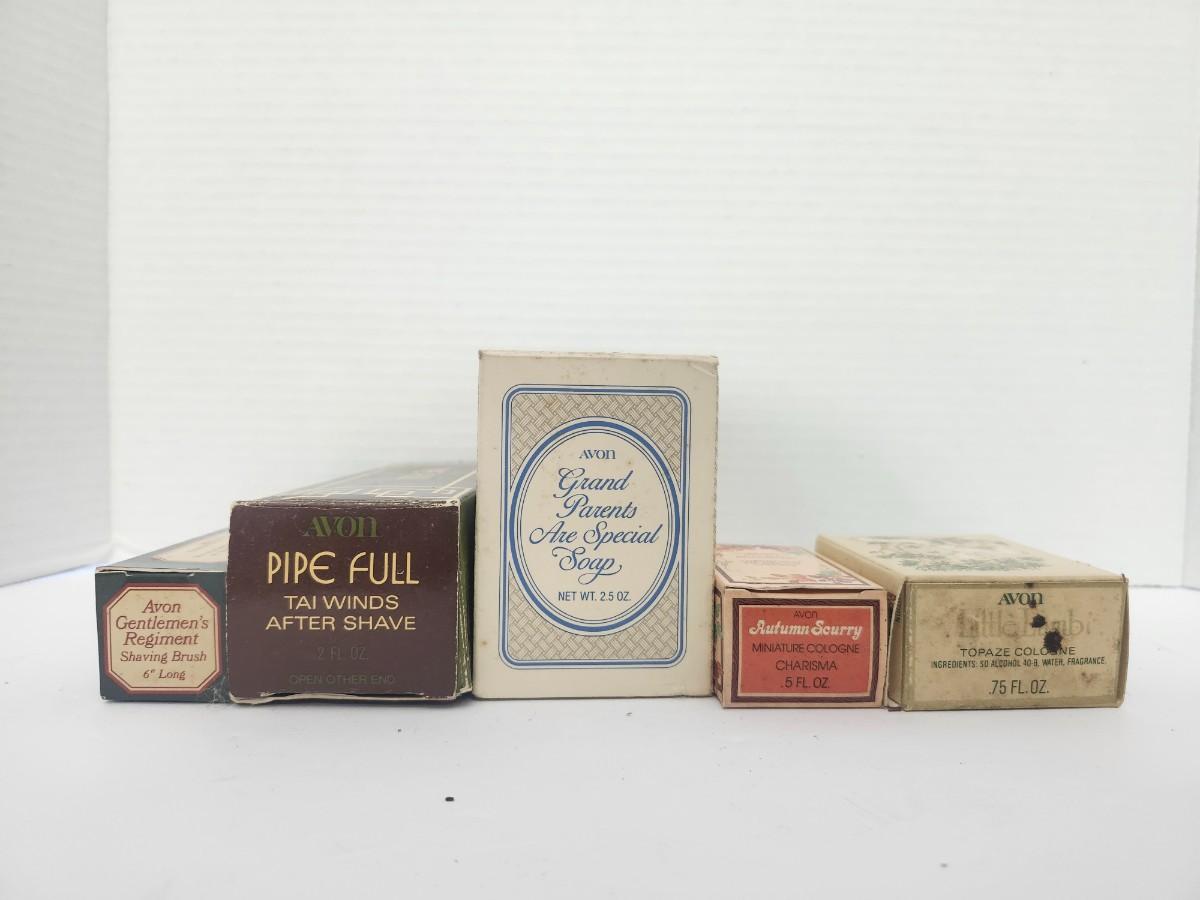 Avon
Gentlemen's
Regiment
Shaving Brush
6" Long
AVON
PIPE FULL
TAI WINDS
AFTER SHAVE
2 FL. OZ.
OPEN OTHER END
AVON
Grand
Parents
Are Special
Soap
NET WT. 2.5 OZ.
AVON
Autumn Scurry
MINIATURE COLOGNE
CHARISMA
.5 FL. OZ.
AVON
Little Lamb
TOPAZE COLOGNE
INGREDIENTS: SD ALCOHOL 40-B, WATER, FRAGRANCE.
.75 FL. OZ.